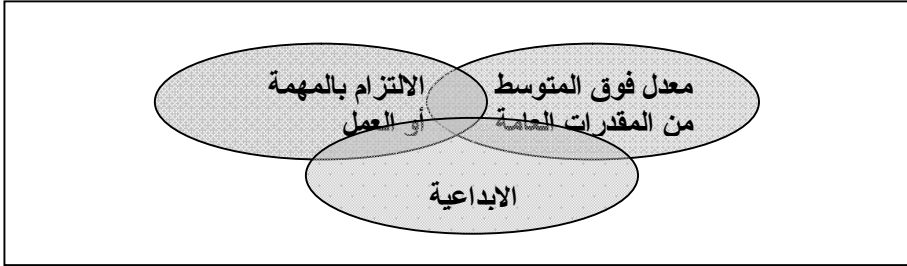 معدل فوق المتوسط
من المقدرات العامة
الالتزام بالمهمة
أو العمل
الابداعية